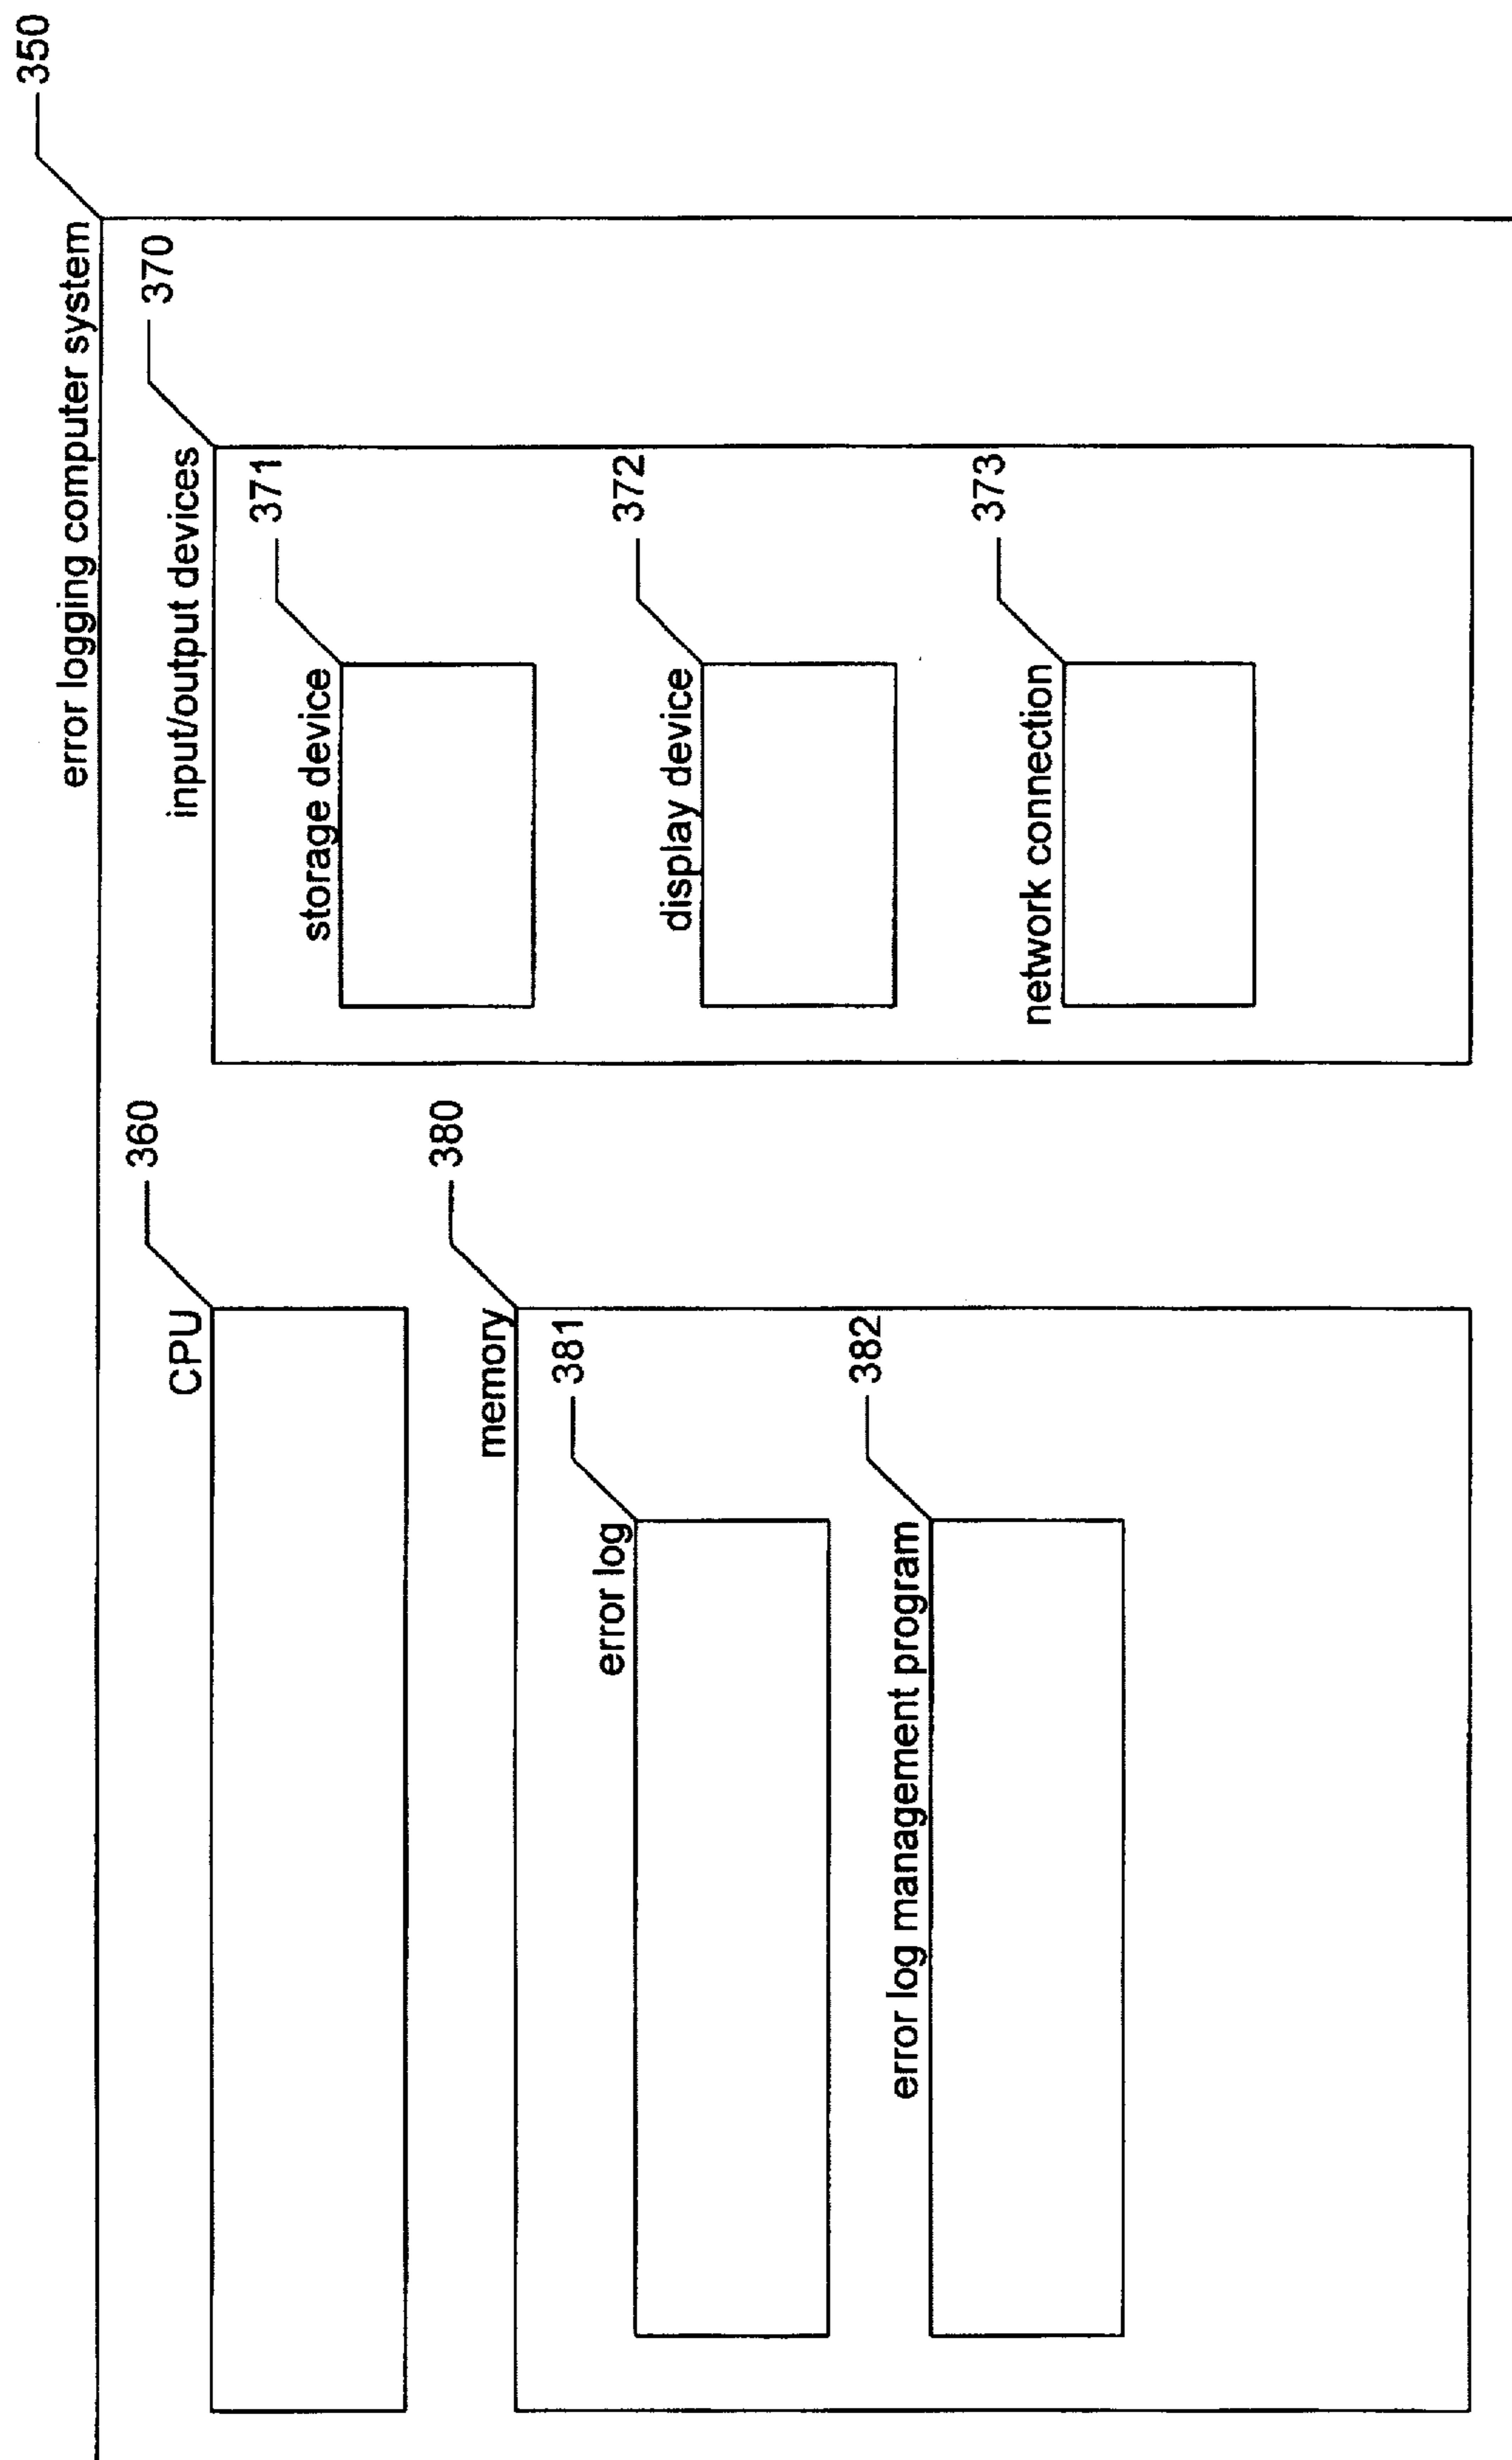 350
error logging computer system
CPU
360
input/output devices
370
storage device
371
display device
372
network connection
373
memory
380
error log
381
error log management program
382